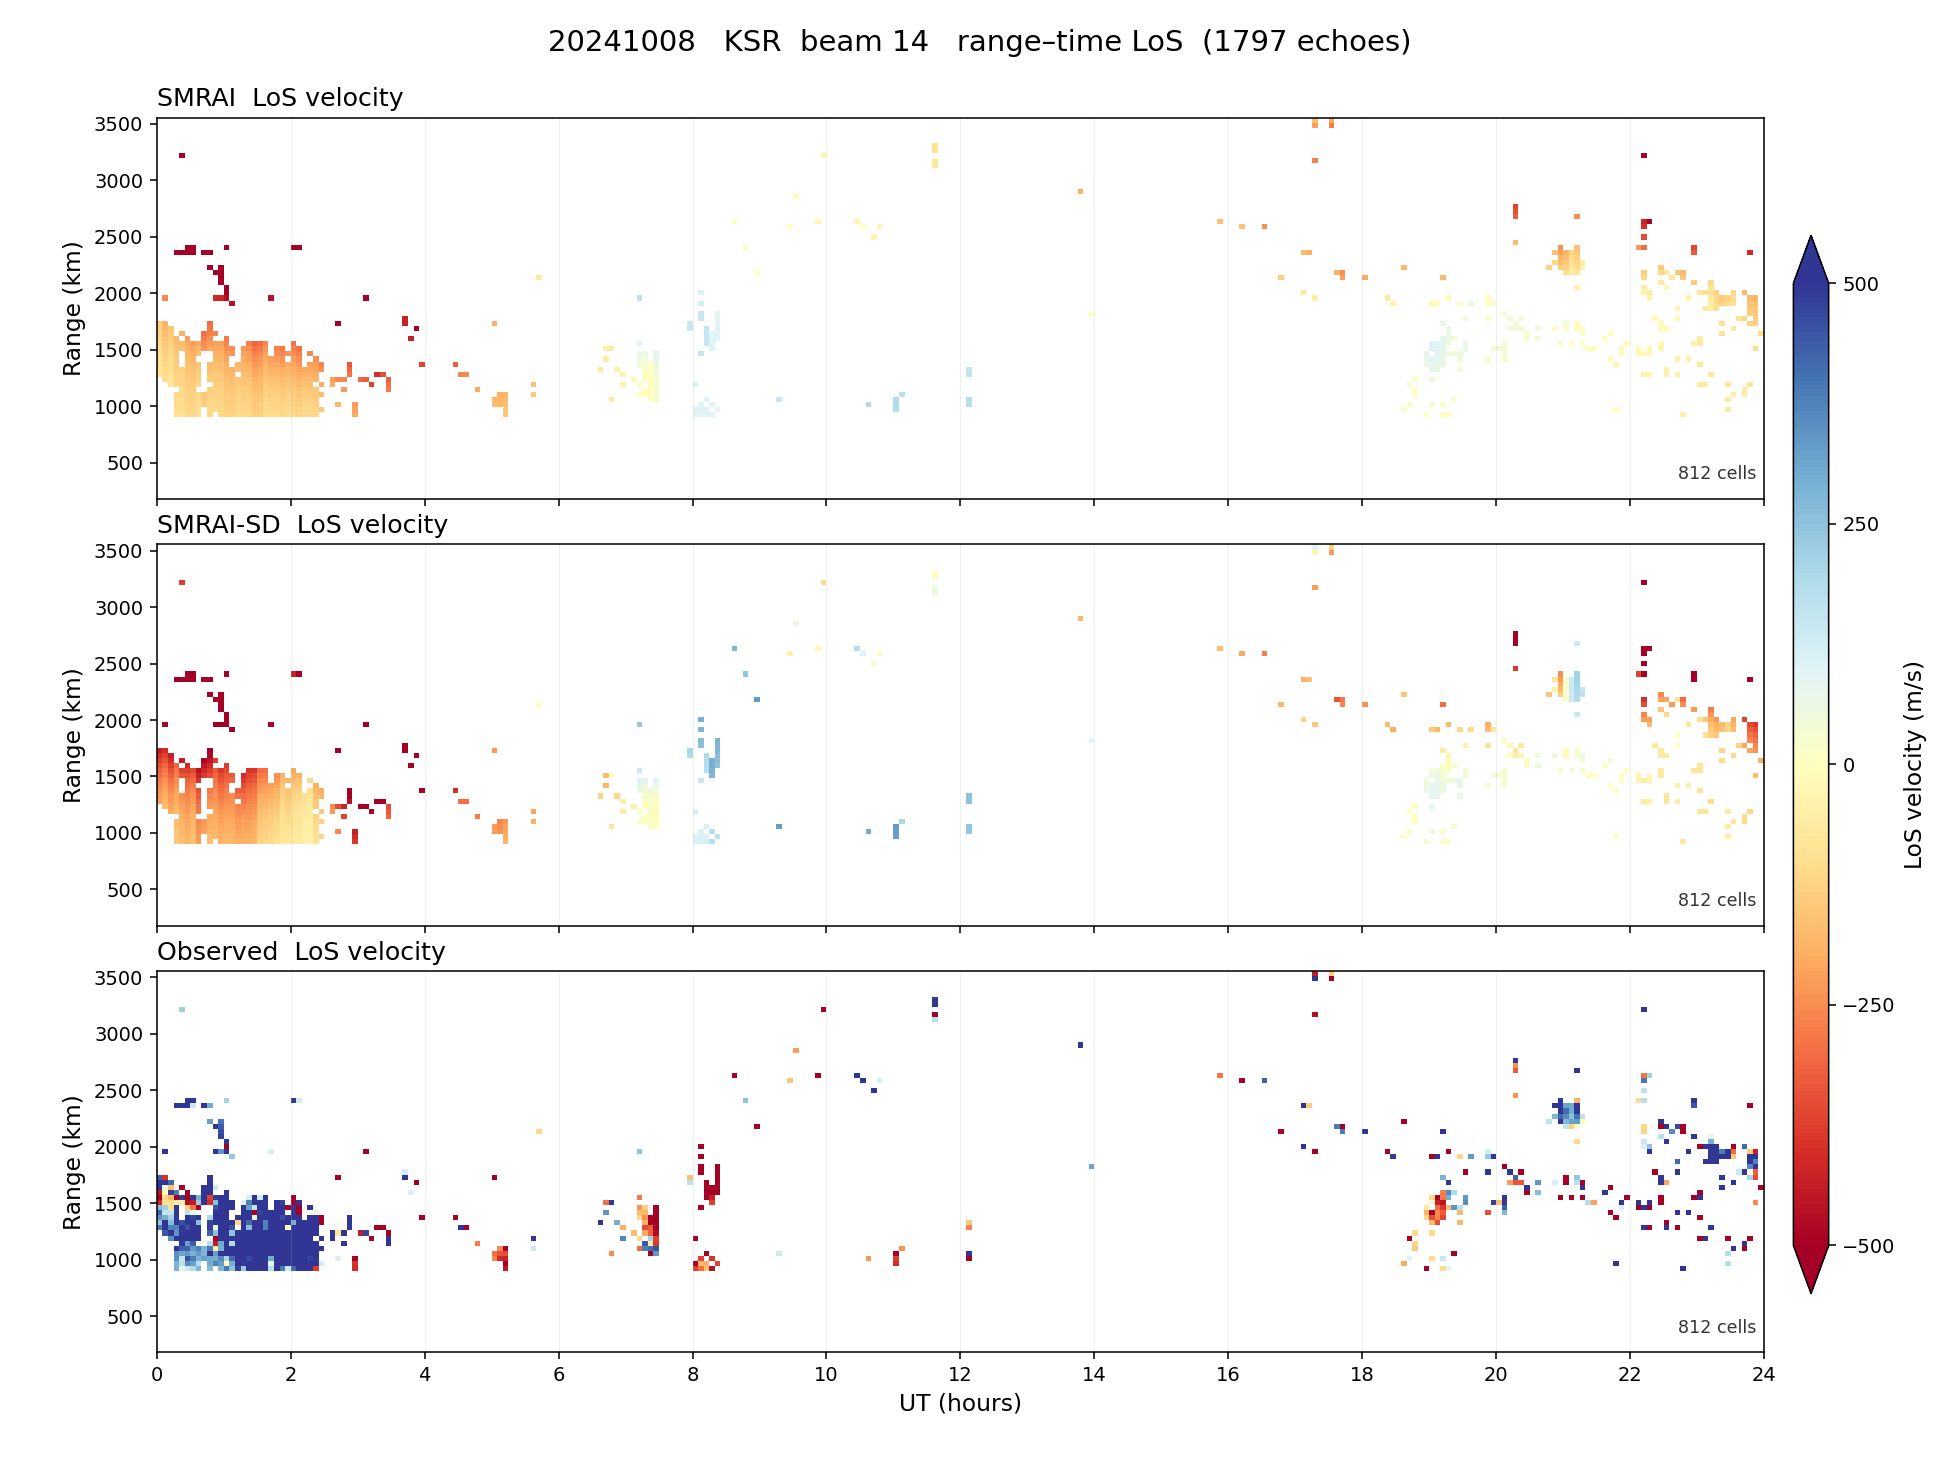 20241008   KSR  beam 14   range–time LoS  (1797 echoes)
SMRAI  LoS velocity
3500
3000
2500
2000
1500
1000
500
Range (km)
812 cells
SMRAI-SD  LoS velocity
3500
3000
2500
2000
1500
1000
500
Range (km)
812 cells
Observed  LoS velocity
3500
3000
2500
2000
1500
1000
500
Range (km)
812 cells
0 2 4 6 8 10 12 14 16 18 20 22 24
UT (hours)
500
250
0
−250
−500
LoS velocity (m/s)